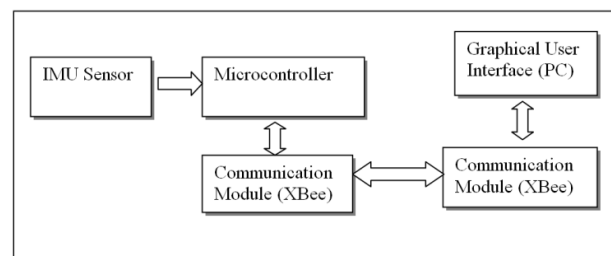 IMU Sensor
Microcontroller
Graphical User
Interface (PC)
Communication
Module (XBee)
Communication
Module (XBee)